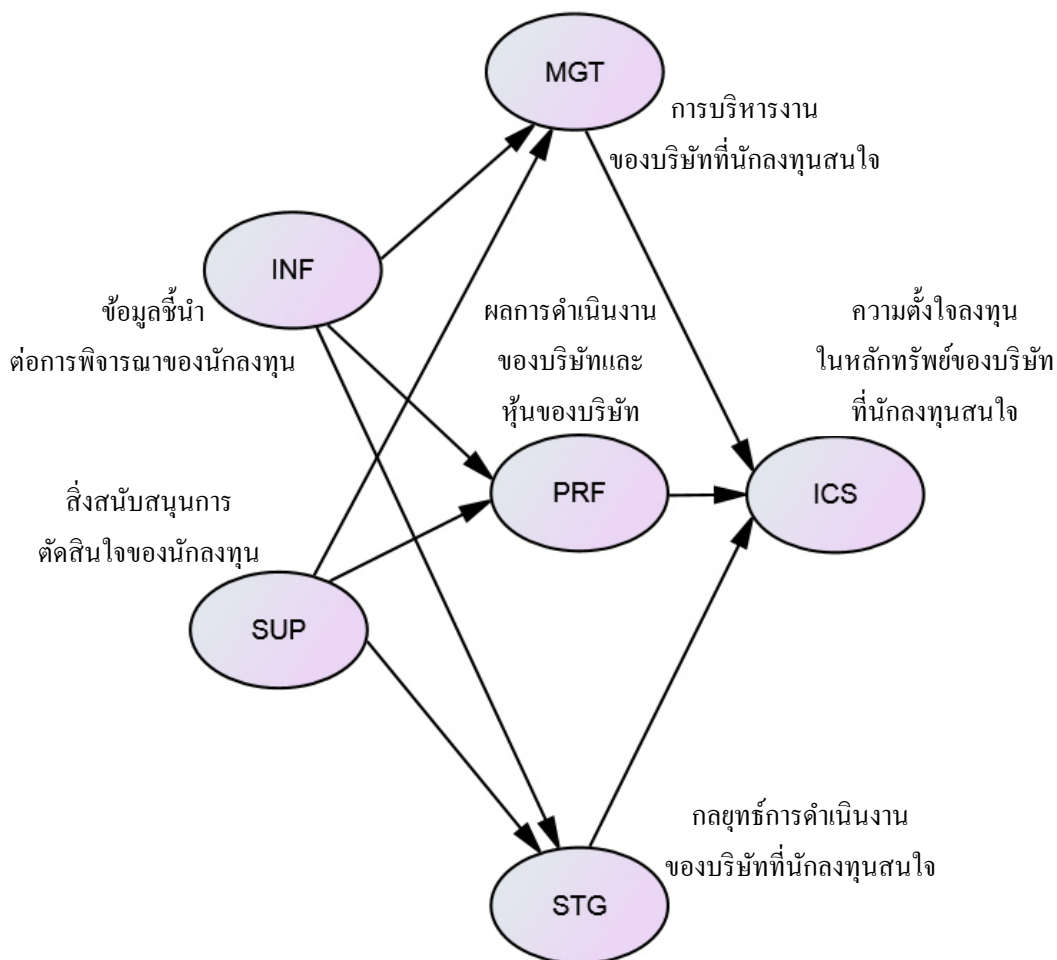 MGT
การบริหารงาน
ของบริษัทที่นักลงทุนสนใจ
INF
ข้อมูลชี้นำ
ต่อการพิจารณาของนักลงทุน
ผลการดำเนินงาน
ของบริษัทและ
หุ้นของบริษัท
ความตั้งใจลงทุน
ในหลักทรัพย์ของบริษัท
ที่นักลงทุนสนใจ
PRF
ICS
สิ่งสนับสนุนการ
ตัดสินใจของนักลงทุน
SUP
กลยุทธ์การดำเนินงาน
ของบริษัทที่นักลงทุนสนใจ
STG